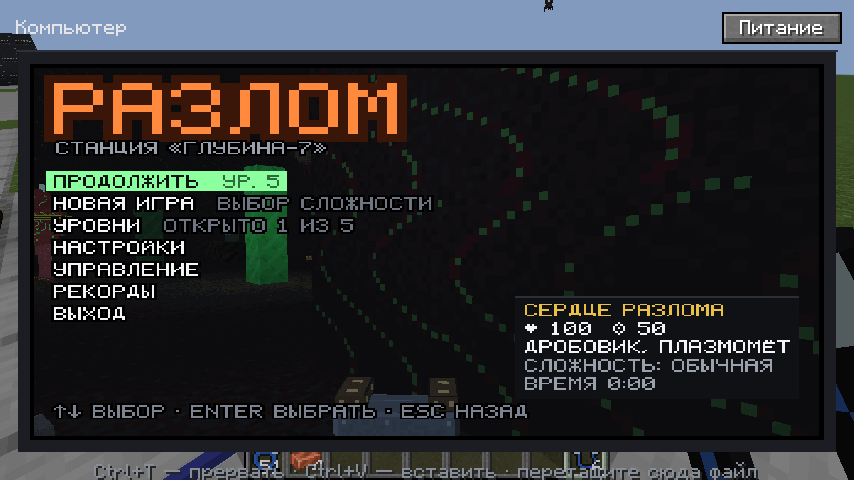 Компьютер
Питание
РАЗЛОМ
СТАНЦИЯ «ГЛУБИНА-7»
ПРОДОЛЖИТЬ УР. 5
НОВАЯ ИГРА ВЫБОР СЛОЖНОСТИ
УРОВНИ ОТКРЫТО 1 ИЗ 5
НАСТРОЙКИ
УПРАВЛЕНИЕ
РЕКОРДЫ
ВЫХОД
СЕРДЦЕ РАЗЛОМА
♥ 100 ⊙ 50
ДРОБОВИК, ПЛАЗМОМЁТ
СЛОЖНОСТЬ: ОБЫЧНАЯ
ВРЕМЯ 0:00
↑↓ ВЫБОР · ENTER ВЫБРАТЬ · ESC НАЗАД
Ctrl+T — прервать · Ctrl+V — вставить · перетащите сюда файл